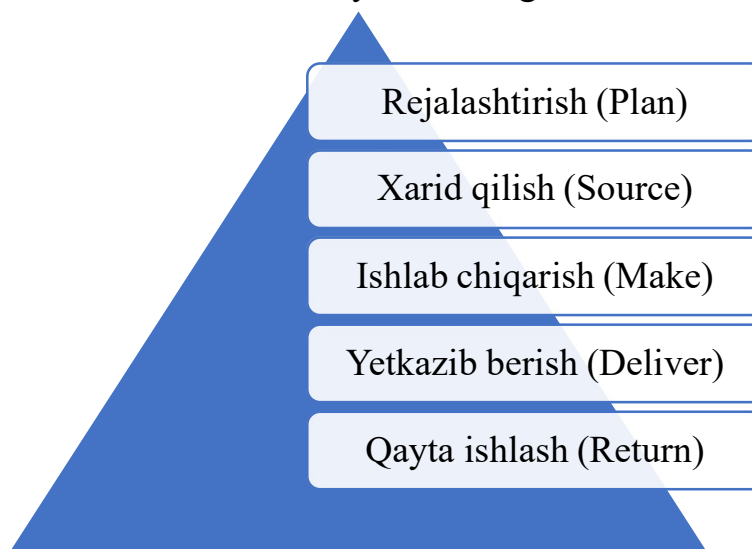 Rejalashtirish (Plan)
Xarid qilish (Source)
Ishlab chiqarish (Make)
Yetkazib berish (Deliver)
Qayta ishlash (Return)